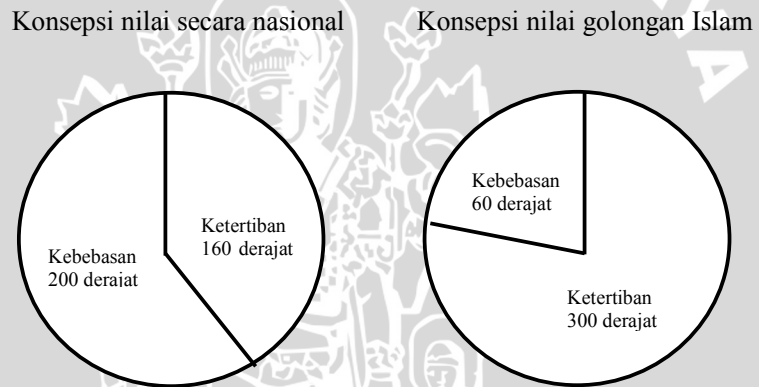 Konsepsi nilai secara nasional
Konsepsi nilai golongan Islam
Kebebasan
200 derajat
Ketertiban
160 derajat
Kebebasan
60 derajat
Ketertiban
300 derajat